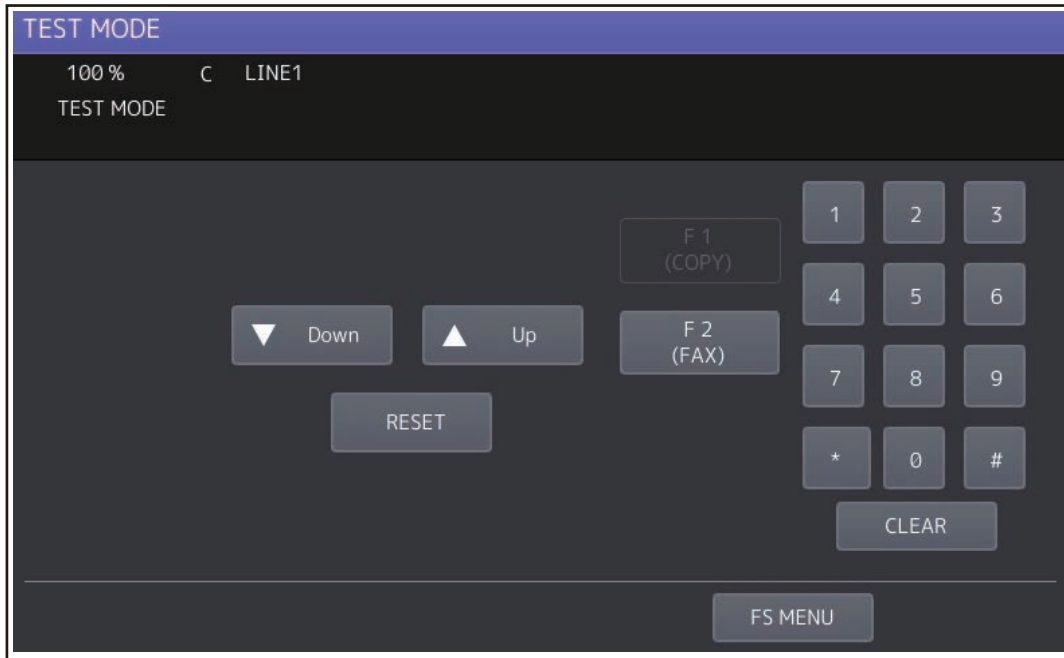 TEST MODE
100 % C LINE1
TEST MODE
F 1
(COPY)
1 2 3
Down Up
F 2
(FAX)
4 5 6
RESET
7 8 9
* 0 #
CLEAR
FS MENU